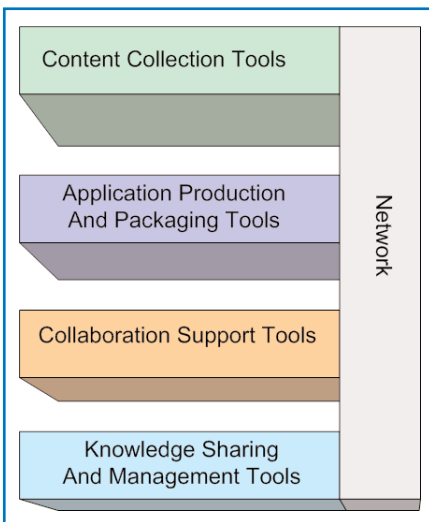 Content Collection Tools
Application Production
And Packaging Tools
Collaboration Support Tools
Knowledge Sharing
And Management Tools
Network